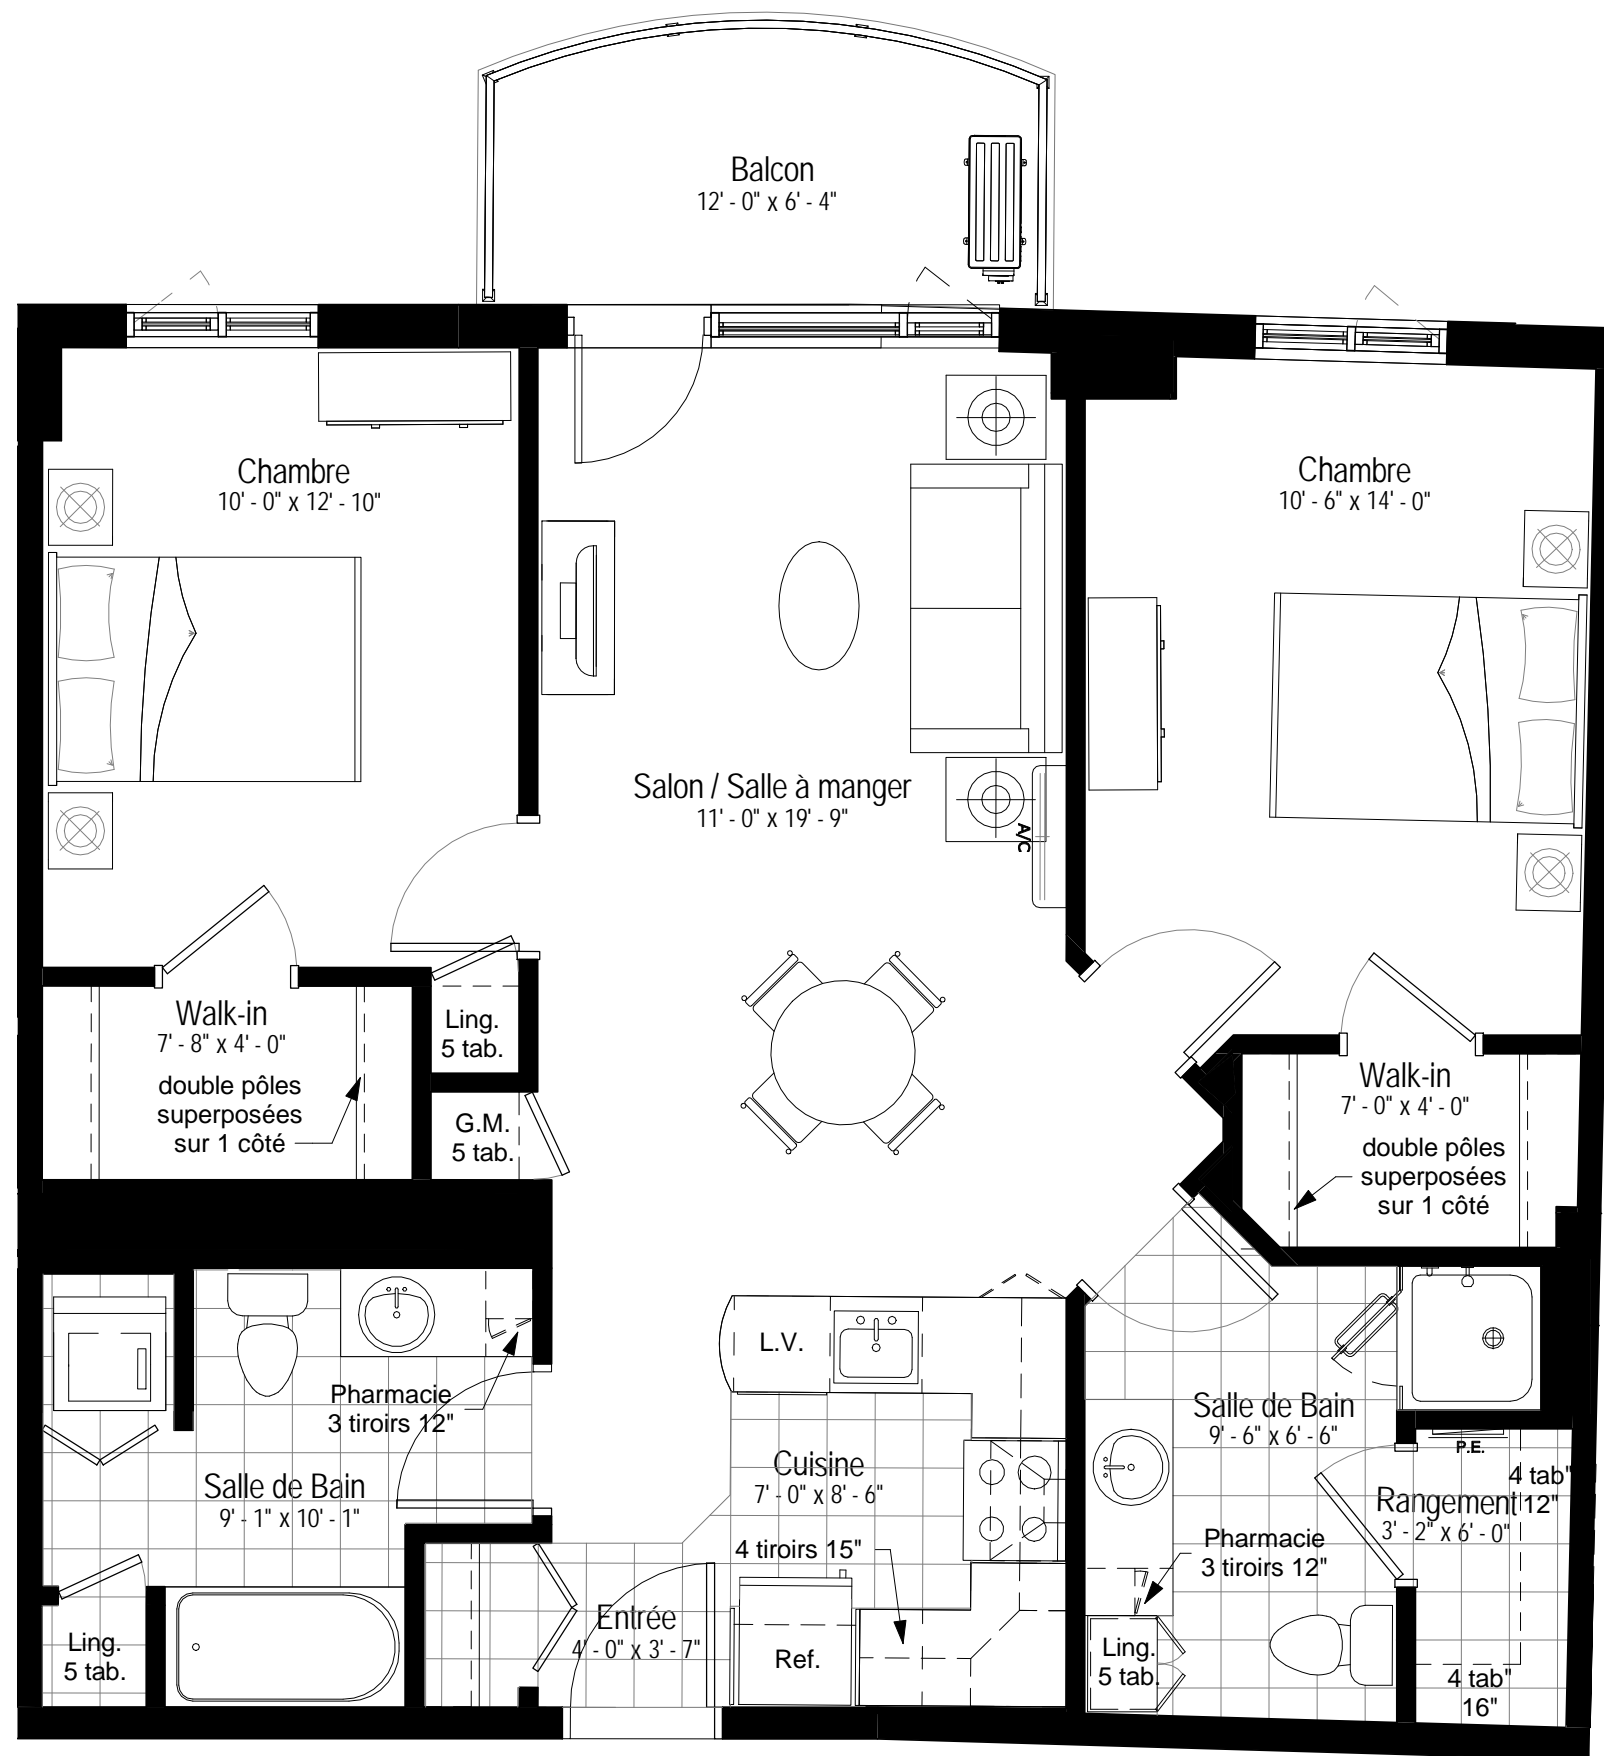 Balcon
12' - 0" x 6' - 4"
Chambre
10' - 0" x 12' - 10"
Chambre
10' - 6" x 14' - 0"
Salon / Salle à manger
11' - 0" x 19' - 9"
A/C
Walk-in
7' - 8" x 4' - 0"
double pôles
superposées
sur 1 côté
Ling.
5 tab.
G.M.
5 tab.
Walk-in
7' - 0" x 4' - 0"
double pôles
superposées
sur 1 côté
L.V.
Pharmacie
3 tiroirs 12"
Salle de Bain
9' - 1" x 10' - 1"
Cuisine
7' - 0" x 8' - 6"
4 tiroirs 15"
Salle de Bain
9' - 6" x 6' - 6"
P.E.
4 tab"
12"
Rangement
3' - 2" x 6' - 0"
Pharmacie
3 tiroirs 12"
Entrée
4' - 0" x 3' - 7"
Ref.
Ling.
5 tab.
Ling.
5 tab.
4 tab"
16"